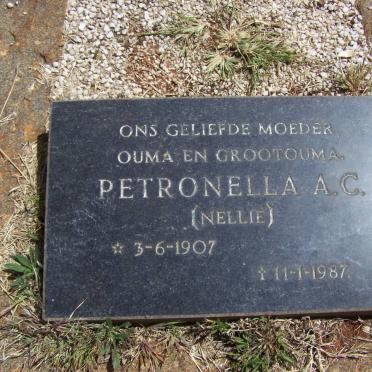 ONS GELIEFDE MOEDER,
OUMA EN GROOTOUMA.
PETRONELLA A.C.
(NELLIE)
☆ 3-6-1907
✝ 11-1-1987.